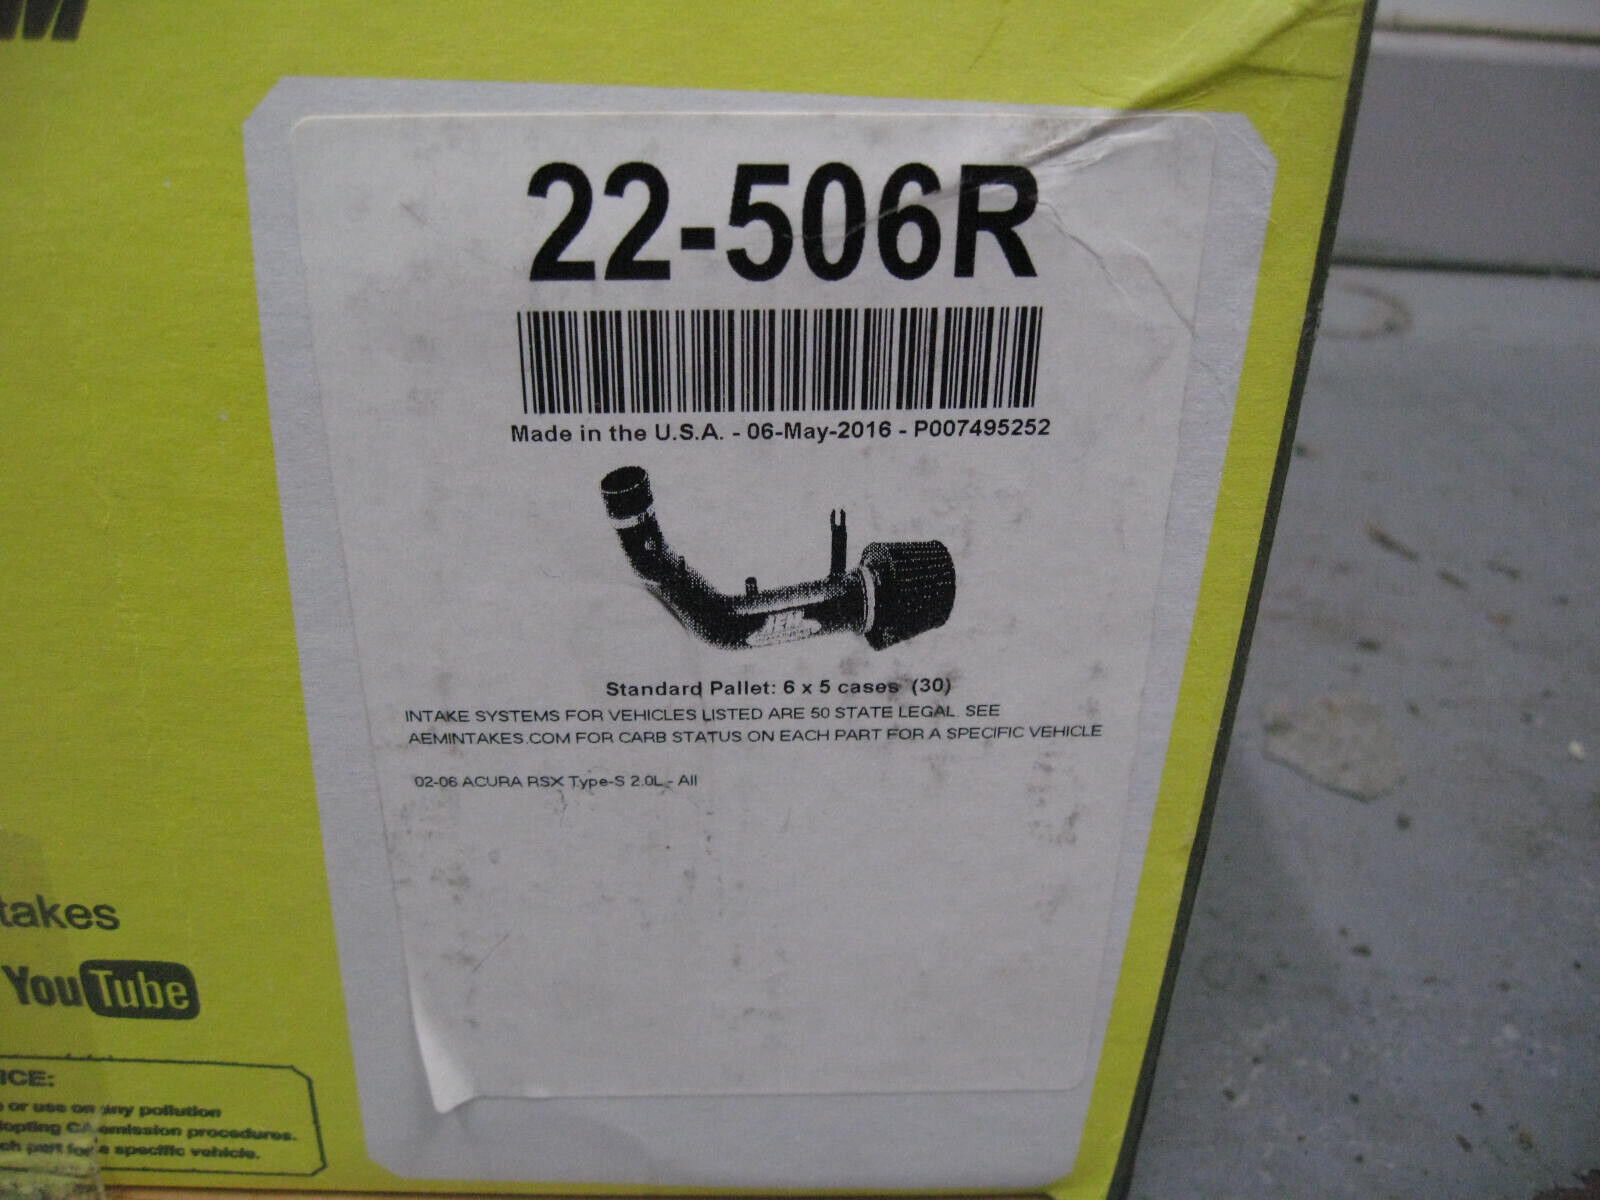 22-506R
Made in the U.S.A. - 06-May-2016 - P007495252
AEM
Standard Pallet: 6 x 5 cases (30)
INTAKE SYSTEMS FOR VEHICLES LISTED ARE 50 STATE LEGAL. SEE
AEMINTAKES.COM FOR CARB STATUS ON EACH PART FOR A SPECIFIC VEHICLE
02-06 ACURA RSX Type-S 2.0L - All
takes
YouTube
ICE:
or use on any pollution
opting CA emission procedures.
ch part for a specific vehicle.